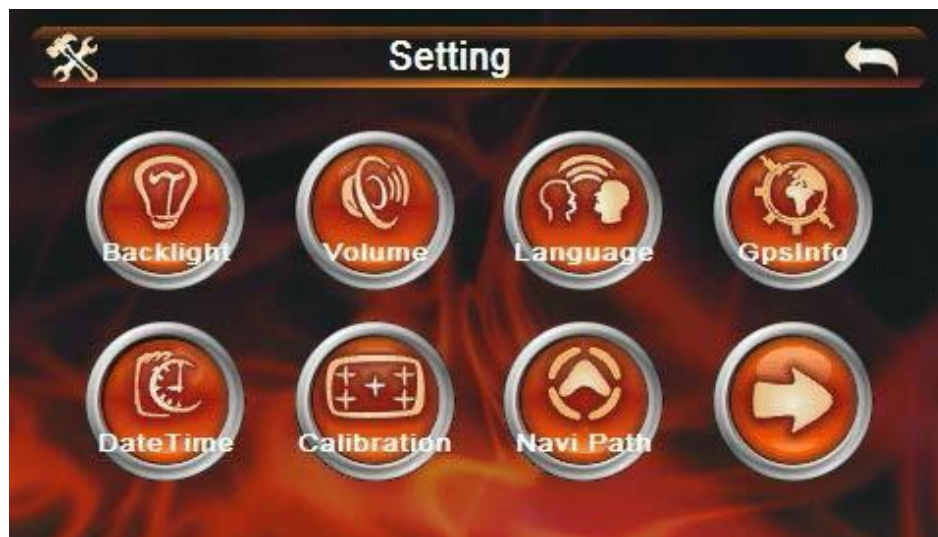 Setting
Backlight
Volume
Language
GpsInfo
DateTime
Calibration
Navi Path